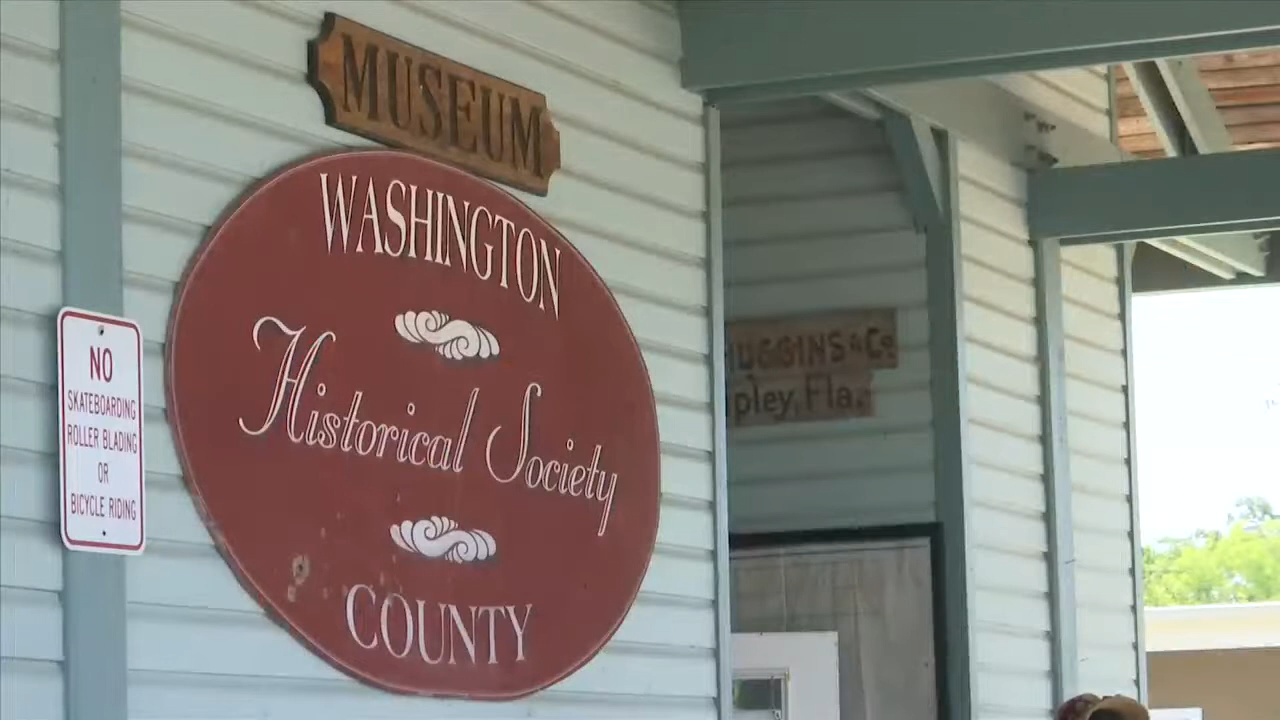 MUSEUM
WASHINGTON
Historical Society
COUNTY
NO
SKATEBOARDING
ROLLER BLADING
OR
BICYCLE RIDING
HUGGINS & Co
pley, Fla.